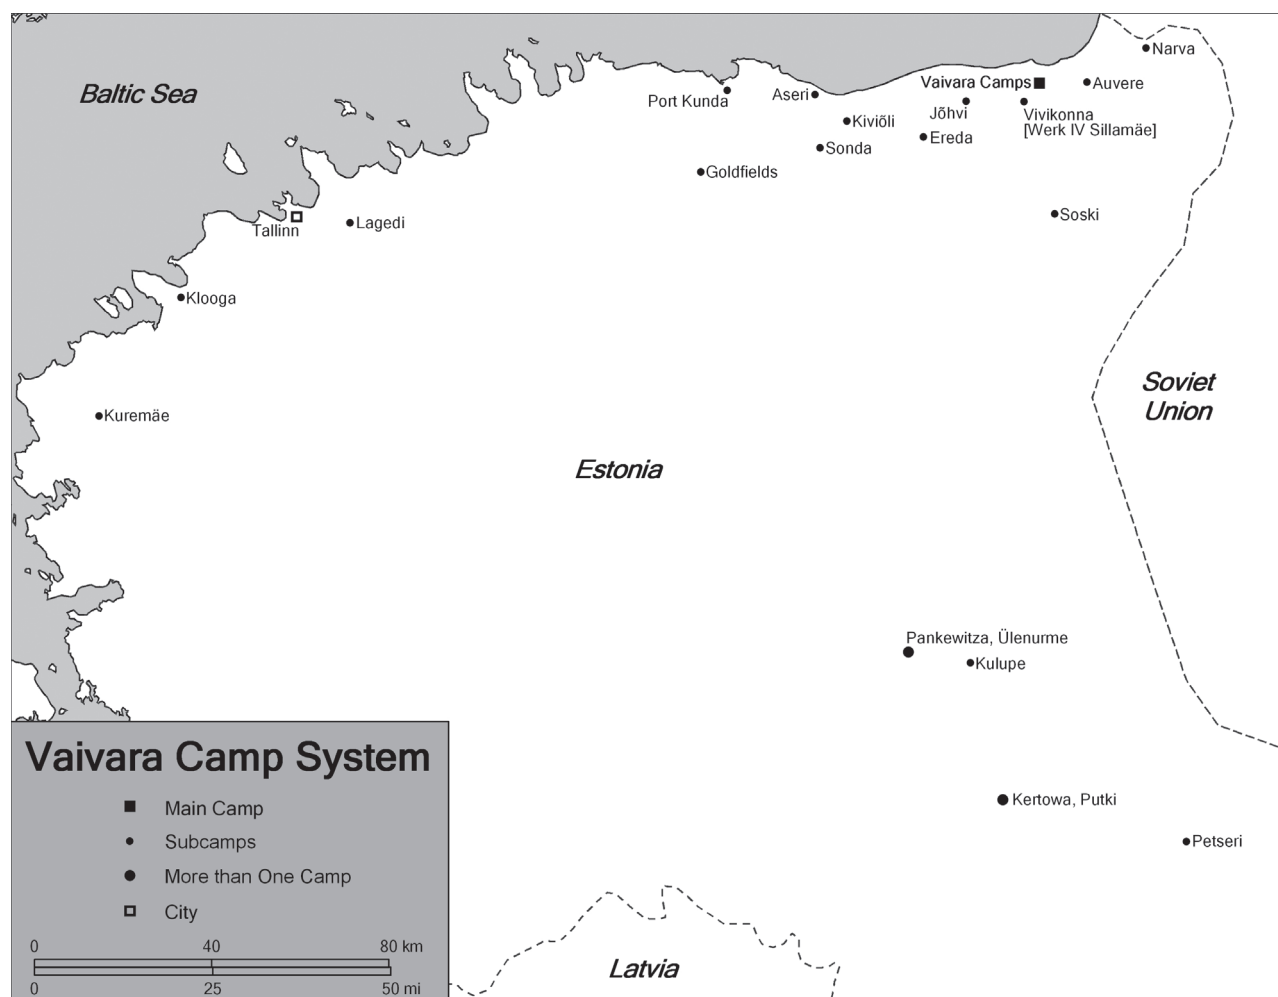 Narva
Baltic Sea
Vaivara Camps
Auvere
Port Kunda
Aseri
Jõhvi
Vivikonna
[Werk IV Sillamäe]
Kiviõli
Ereda
Sonda
Goldfields
Soski
Tallinn
Lagedi
Klooga
Soviet
Union
Kuremäe
Estonia
Pankewitza, Ülenurme
Kulupe
Kertowa, Putki
Petseri
Latvia
Vaivara Camp System
Main Camp
Subcamps
More than One Camp
City
0 40 80 km
0 25 50 mi